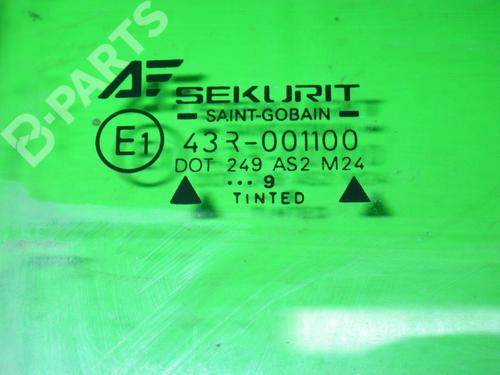 B-PARTS
AF SEKURIT
SAINT-GOBAIN
E1 43R-001100
DOT 249 AS2 M24
... 9
TINTED